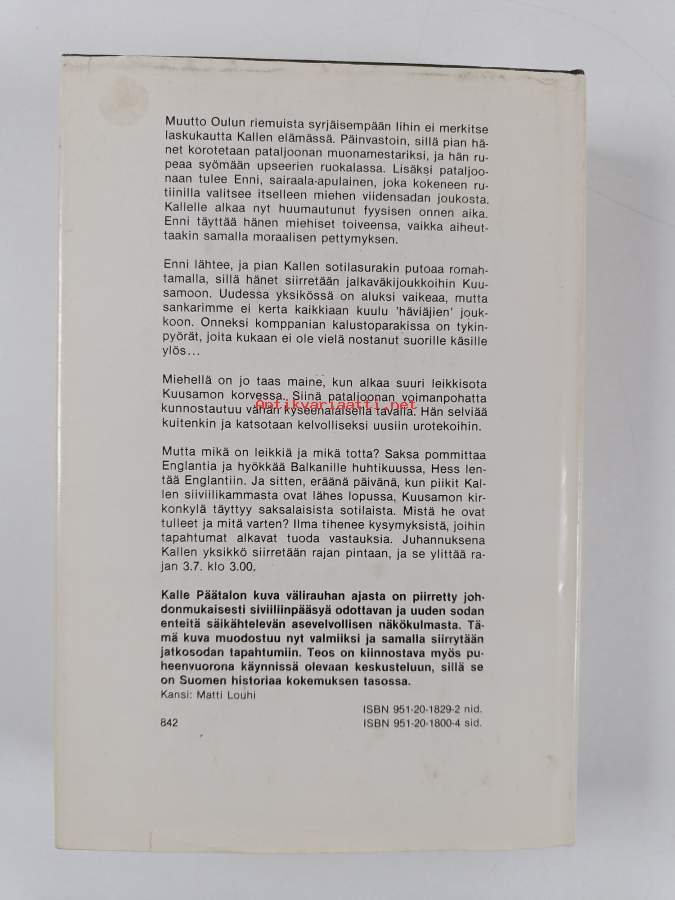 Muutto Oulun riemuista syrjäisempään Iihin ei merkitse
laskukautta Kallen elämässä. Päinvastoin, sillä pian hä-
net korotetaan pataljoonan muonamestariksi, ja hän ru-
peaa syömään upseerien ruokalassa. Lisäksi pataljoo-
naan tulee Enni, sairaala-apulainen, joka kokeneen ru-
tiinilla valitsee itselleen miehen viidensadan joukosta.
Kallelle alkaa nyt huumautunut fyysisen onnen aika.
Enni täyttää hänen miehiset toiveensa, vaikka aiheut-
taakin samalla moraalisen pettymyksen.
Enni lähtee, ja pian Kallen sotilasurakin putoaa romah-
tamalla, sillä hänet siirretään jalkaväkijoukkoihin Kuu-
samoon. Uudessa yksikössä on aluksi vaikeaa, mutta
sankarimme ei kerta kaikkiaan kuulu 'häviäjien' jouk-
koon. Onneksi komppanian kalustoparakissa on tykin-
pyörät, joita kukaan ei ole vielä nostanut suorille käsille
ylös...
Miehellä on jo taas maine, kun alkaa suuri leikkisota
Kuusamon korvessa. Siinä pataljoonan voimanpohatta
Antikvariaatti.net
kunnostautuu vähän kyseenalaisella tavalla. Hän selviää
kuitenkin ja katsotaan kelvolliseksi uusiin urotekoihin.
Mutta mikä on leikkiä ja mikä totta? Saksa pommittaa
Englantia ja hyökkää Balkanille huhtikuussa, Hess len-
tää Englantiin. Ja sitten, eräänä päivänä, kun piikit Kal-
len siviilikammasta ovat lähes lopussa, Kuusamon kir-
konkylä täyttyy saksalaisista sotilaista. Mistä he ovat
tulleet ja mitä varten? Ilma tihenee kysymyksistä, joihin
tapahtumat alkavat tuoda vastauksia. Juhannuksena
Kallen yksikkö siirretään rajan pintaan, ja se ylittää ra-
jan 3.7. klo 3.00.
Kalle Päätalon kuva välirauhan ajasta on piirretty joh-
donmukaisesti siviiliinpääsyä odottavan ja uuden sodan
enteitä säikähtelevän asevelvollisen näkökulmasta. Tä-
mä kuva muodostuu nyt valmiiksi ja samalla siirrytään
jatkosodan tapahtumiin. Teos on kiinnostava myös pu-
heenvuorona käynnissä olevaan keskusteluun, sillä se
on Suomen historiaa kokemuksen tasossa.
Kansi: Matti Louhi
ISBN 951-20-1829-2 nid.
842 ISBN 951-20-1800-4 sid.